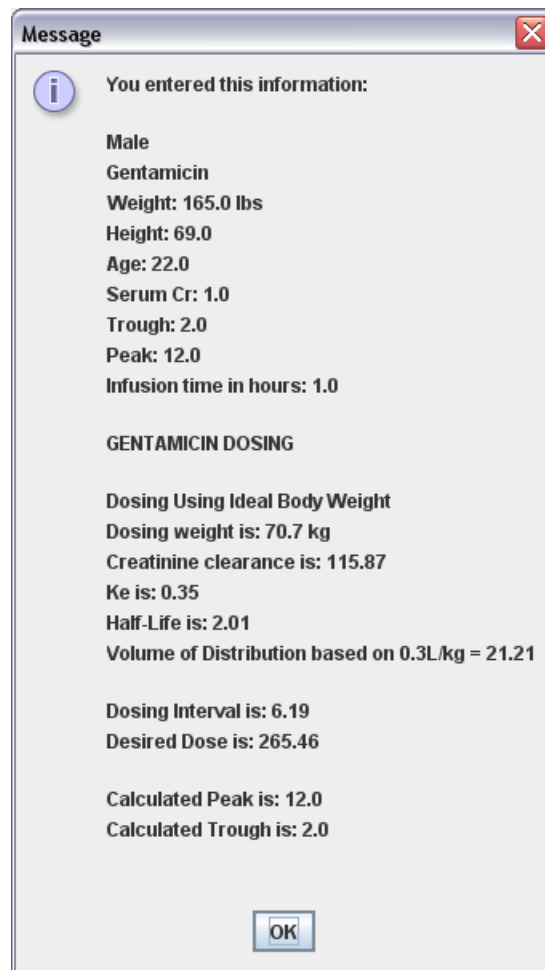 Message
You entered this information:
Male
Gentamicin
Weight: 165.0 lbs
Height: 69.0
Age: 22.0
Serum Cr: 1.0
Trough: 2.0
Peak: 12.0
Infusion time in hours: 1.0
GENTAMICIN DOSING
Dosing Using Ideal Body Weight
Dosing weight is: 70.7 kg
Creatinine clearance is: 115.87
Ke is: 0.35
Half-Life is: 2.01
Volume of Distribution based on 0.3L/kg = 21.21
Dosing Interval is: 6.19
Desired Dose is: 265.46
Calculated Peak is: 12.0
Calculated Trough is: 2.0
OK